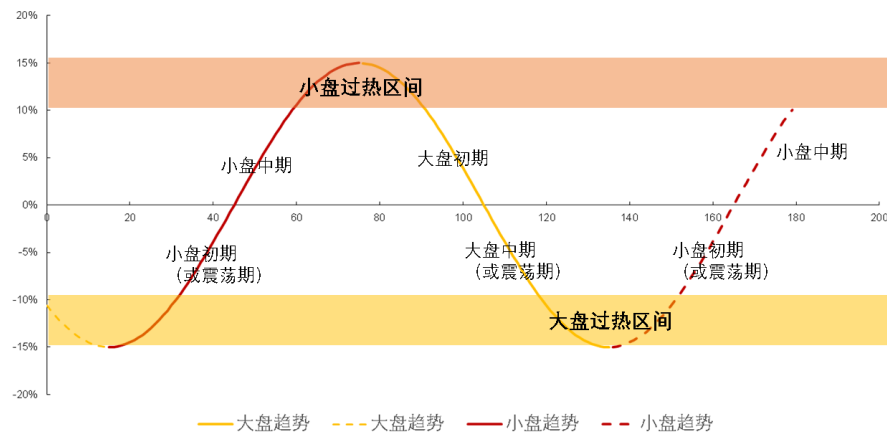 20%
15%
小盘过热区间
10%
小盘中期
大盘初期
小盘中期
5%
0%
0
20
40
60
80
100
120
140
160
180
200
小盘初期
（或震荡期）
大盘中期
（或震荡期）
小盘初期
（或震荡期）
-5%
-10%
大盘过热区间
-15%
-20%
大盘趋势
大盘趋势
小盘趋势
小盘趋势